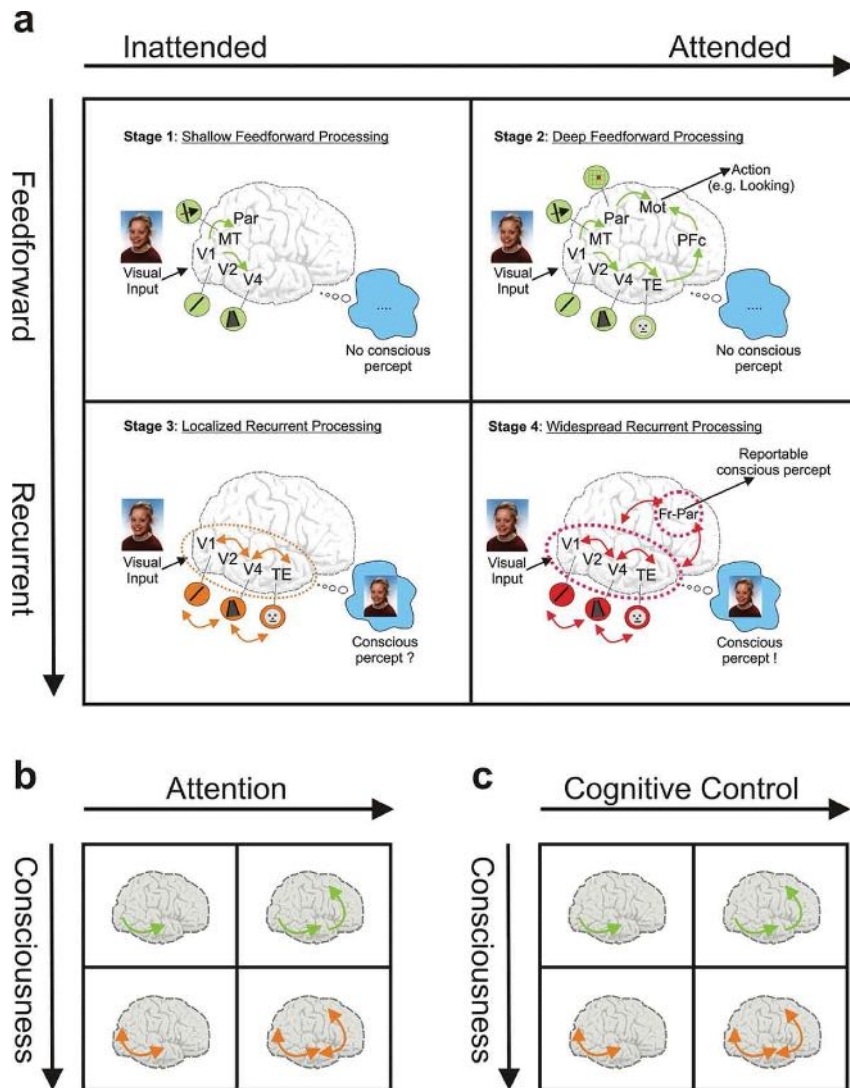 a
Inattended
Attended
Feedforward
Recurrent
Stage 1: Shallow Feedforward Processing
Par
MT
V1
V2
V4
Visual
Input
....
No conscious
percept
Stage 2: Deep Feedforward Processing
Action
(e.g. Looking)
Mot
Par
MT
PFc
V1
V2
V4
TE
Visual
Input
....
No conscious
percept
Stage 3: Localized Recurrent Processing
V1
V2
V4
TE
Visual
Input
Conscious
percept ?
Stage 4: Widespread Recurrent Processing
Reportable
conscious percept
Fr-Par
V1
V2
V4
TE
Visual
Input
Conscious
percept !
b
Attention
Consciousness
c
Cognitive Control
Consciousness